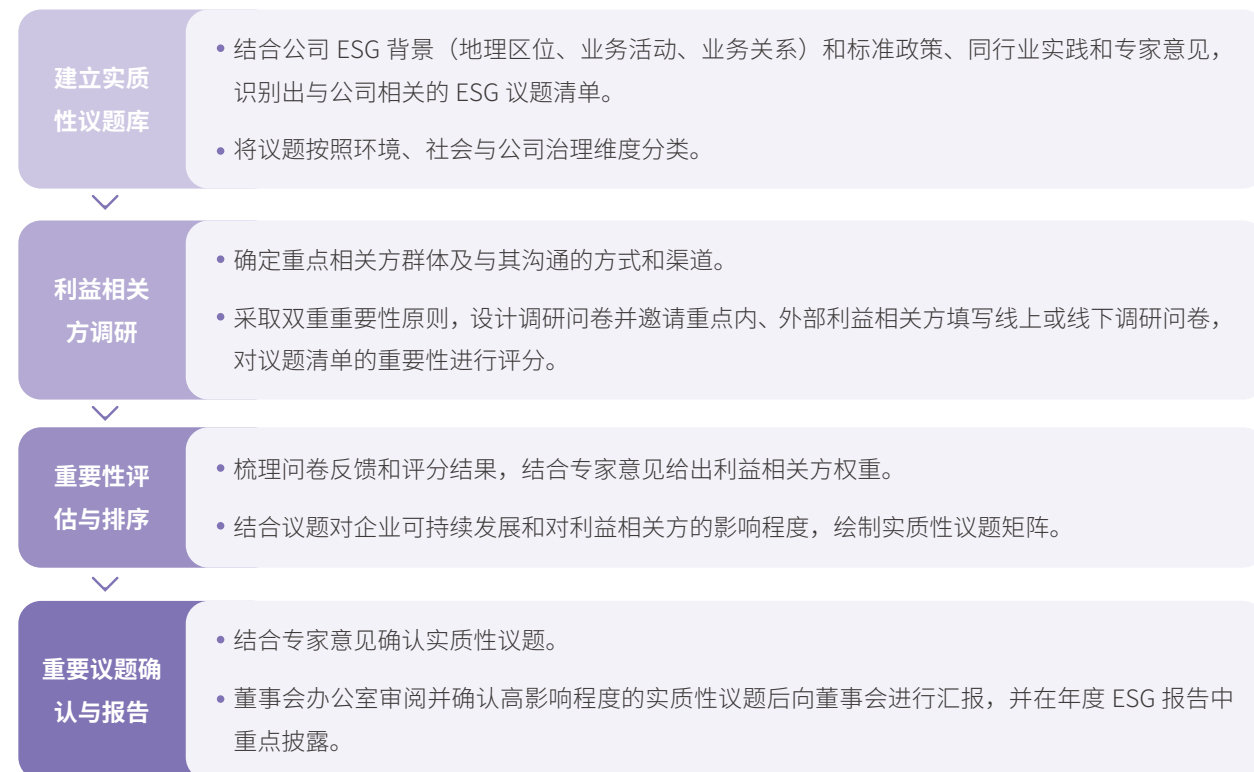 建立实质
性议题库
• 结合公司 ESG 背景（地理区位、业务活动、业务关系）和标准政策、同行业实践和专家意见，
识别出与公司相关的 ESG 议题清单。
• 将议题按照环境、社会与公司治理维度分类。
利益相关
方调研
• 确定重点相关方群体及与其沟通的方式和渠道。
• 采取双重重要性原则，设计调研问卷并邀请重点内、外部利益相关方填写线上或线下调研问卷，
对议题清单的重要性进行评分。
重要性评
估与排序
• 梳理问卷反馈和评分结果，结合专家意见给出利益相关方权重。
• 结合议题对企业可持续发展和对利益相关方的影响程度，绘制实质性议题矩阵。
重要议题确
认与报告
• 结合专家意见确认实质性议题。
• 董事会办公室审阅并确认高影响程度的实质性议题后向董事会进行汇报，并在年度 ESG 报告中
重点披露。